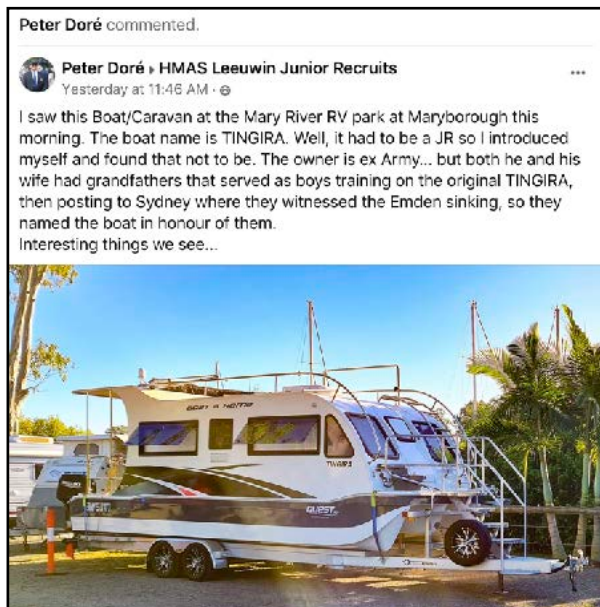 Peter Doré commented.
Peter Doré ▸ HMAS Leeuwin Junior Recruits
Yesterday at 11:46 AM ·
I saw this Boat/Caravan at the Mary River RV park at Maryborough this
morning. The boat name is TINGIRA. Well, it had to be a JR so I introduced
myself and found that not to be. The owner is ex Army... but both he and his
wife had grandfathers that served as boys training on the original TINGIRA,
then posting to Sydney where they witnessed the Emden sinking, so they
named the boat in honour of them.
Interesting things we see...
TINGIRA
QUEST